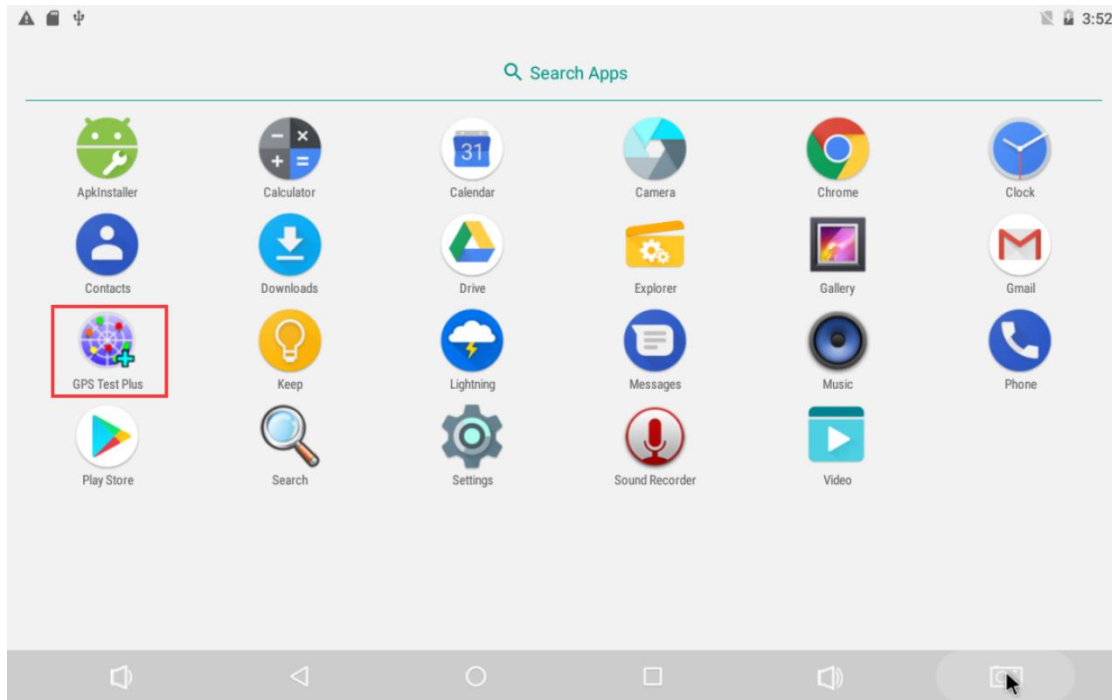 3:52
Search Apps
ApkInstaller Calculator Calendar Camera Chrome Clock
31
Contacts Downloads Drive Explorer Gallery Gmail
GPS Test Plus Keep Lightning Messages Music Phone
Play Store Search Settings Sound Recorder Video